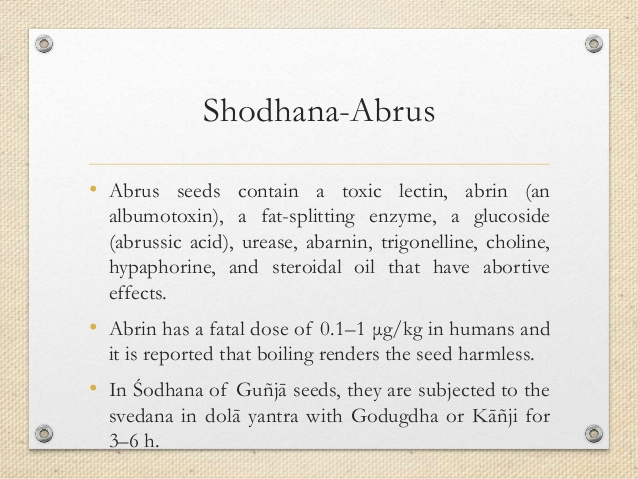 Shodhana-Abrus
• Abrus seeds contain a toxic lectin, abrin (an
albumotoxin), a fat-splitting enzyme, a glucoside
(abrussic acid), urease, abarnin, trigonelline, choline,
hypaphorine, and steroidal oil that have abortive
effects.
• Abrin has a fatal dose of 0.1–1 μg/kg in humans and
it is reported that boiling renders the seed harmless.
• In Śodhana of Guñjā seeds, they are subjected to the
svedana in dolā yantra with Godugdha or Kāñji for
3–6 h.